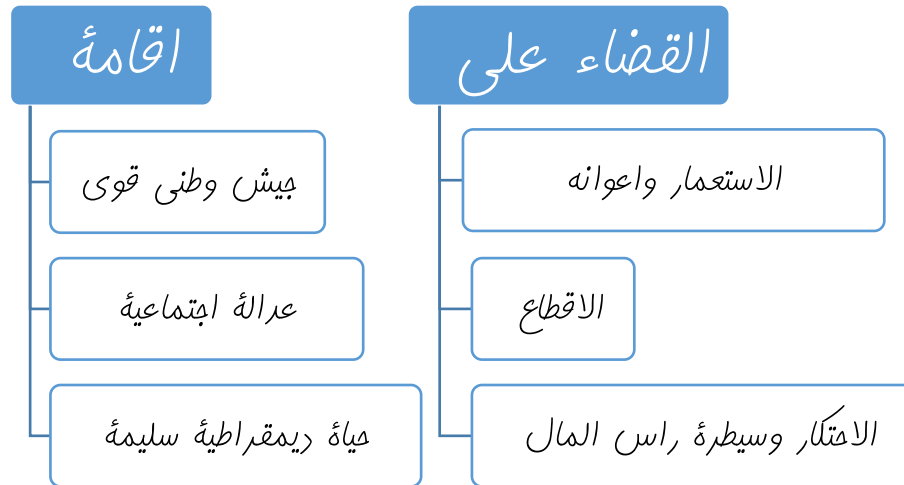 القضاء على
الاستعمار واعوانه
الاقطاع
الاحتكار وسيطرة راس المال
اقامة
جيش وطنى قوى
عدالة اجتماعية
حياة ديمقراطية سليمة